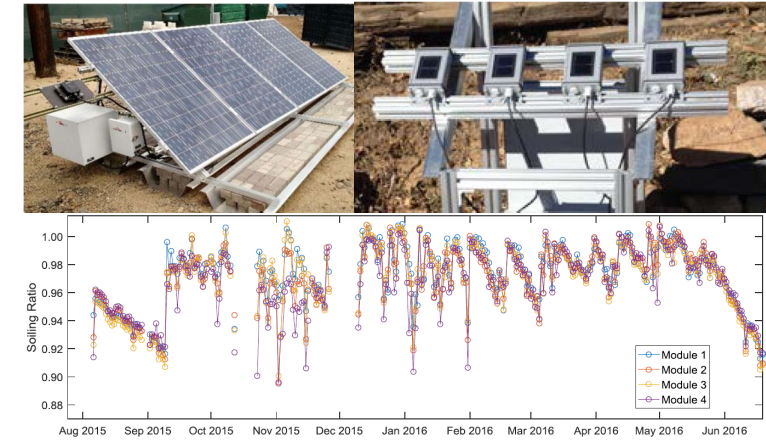 Soiling Ratio
1.00
0.98
0.96
0.94
0.92
0.90
0.88
Module 1
Module 2
Module 3
Module 4
Aug 2015 Sep 2015 Oct 2015 Nov 2015 Dec 2015 Jan 2016 Feb 2016 Mar 2016 Apr 2016 May 2016 Jun 2016